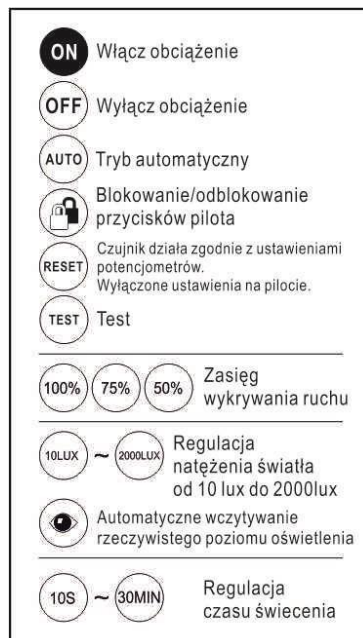 ON Włącz obciążenie
OFF Wyłącz obciążenie
AUTO Tryb automatyczny
Blokowanie/odblokowanie
przycisków pilota
RESET Czujnik działa zgodnie z ustawieniami
potencjometrów.
Wyłączone ustawienia na pilocie.
TEST Test
100% 75% 50% Zasięg
wykrywania ruchu
10LUX ~ 2000LUX Regulacja
natężenia światła
od 10 lux do 2000lux
Automatyczne wczytywanie
rzeczywistego poziomu oświetlenia
10S ~ 30MIN Regulacja
czasu świecenia